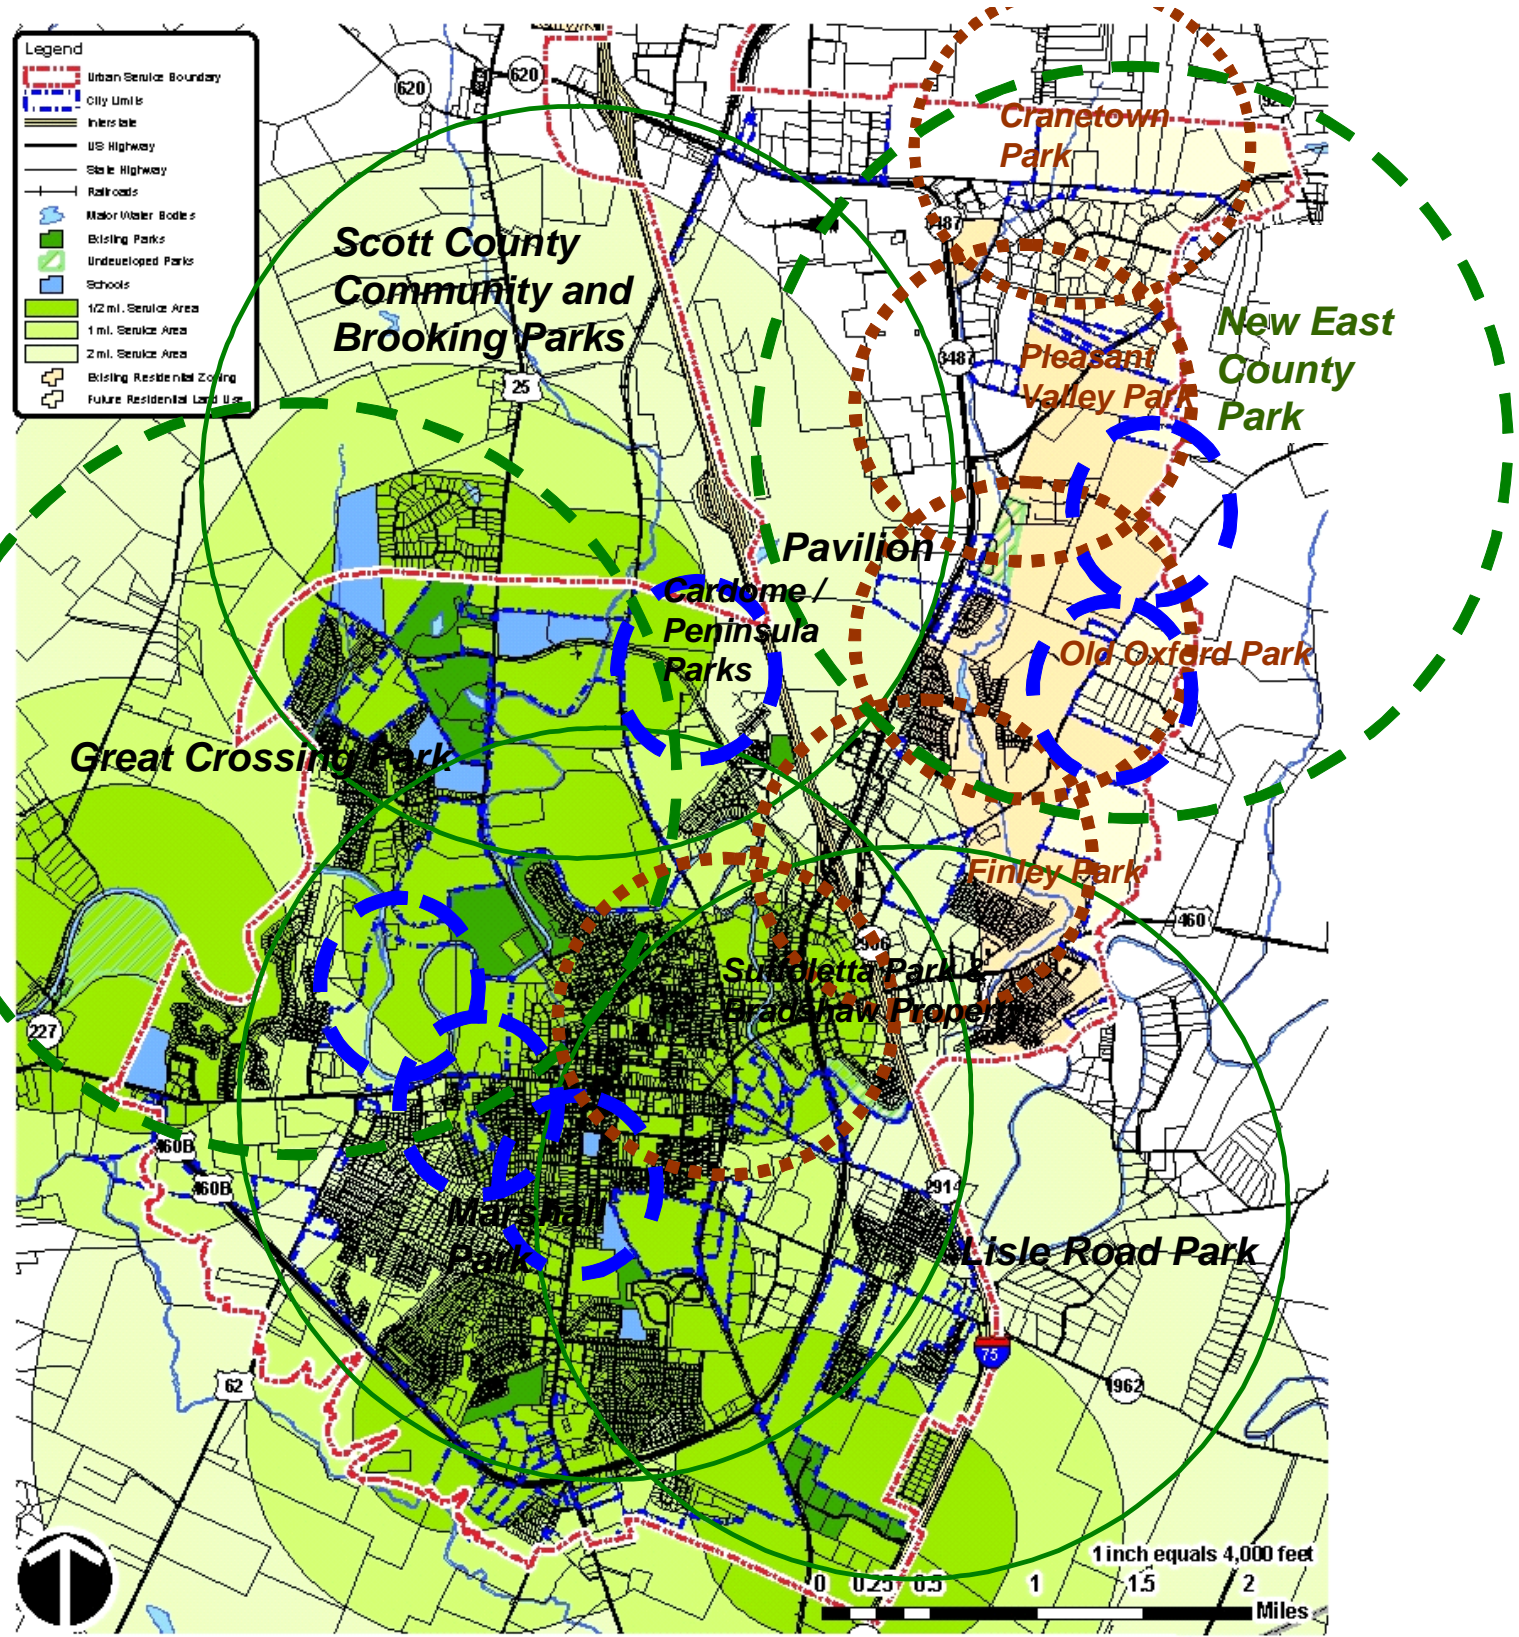 Legend
Urban Service Boundary
City Limits
Interstate
US Highway
State Highway
Railroads
Major Water Bodies
Existing Parks
Undeveloped Parks
Schools
1/2 mi. Service Area
1 mi. Service Area
2 mi. Service Area
Existing Residential Zoning
Future Residential Land Use
620
620
Cranetown
Park
Scott County
Community and
Brooking Parks
25
3487
3487
Pleasant
Valley Park
New East
County
Park
Pavilion
Cardome /
Peninsula
Parks
Old Oxford Park
Great Crossing Park
Finley Park
460
Suffoletta Park &
Bradshaw Property
227
460B
460B
2914
Marshall
Park
Lisle Road Park
75
62
1962
1 inch equals 4,000 feet
0 0.25 0.5 1 1.5 2
Miles